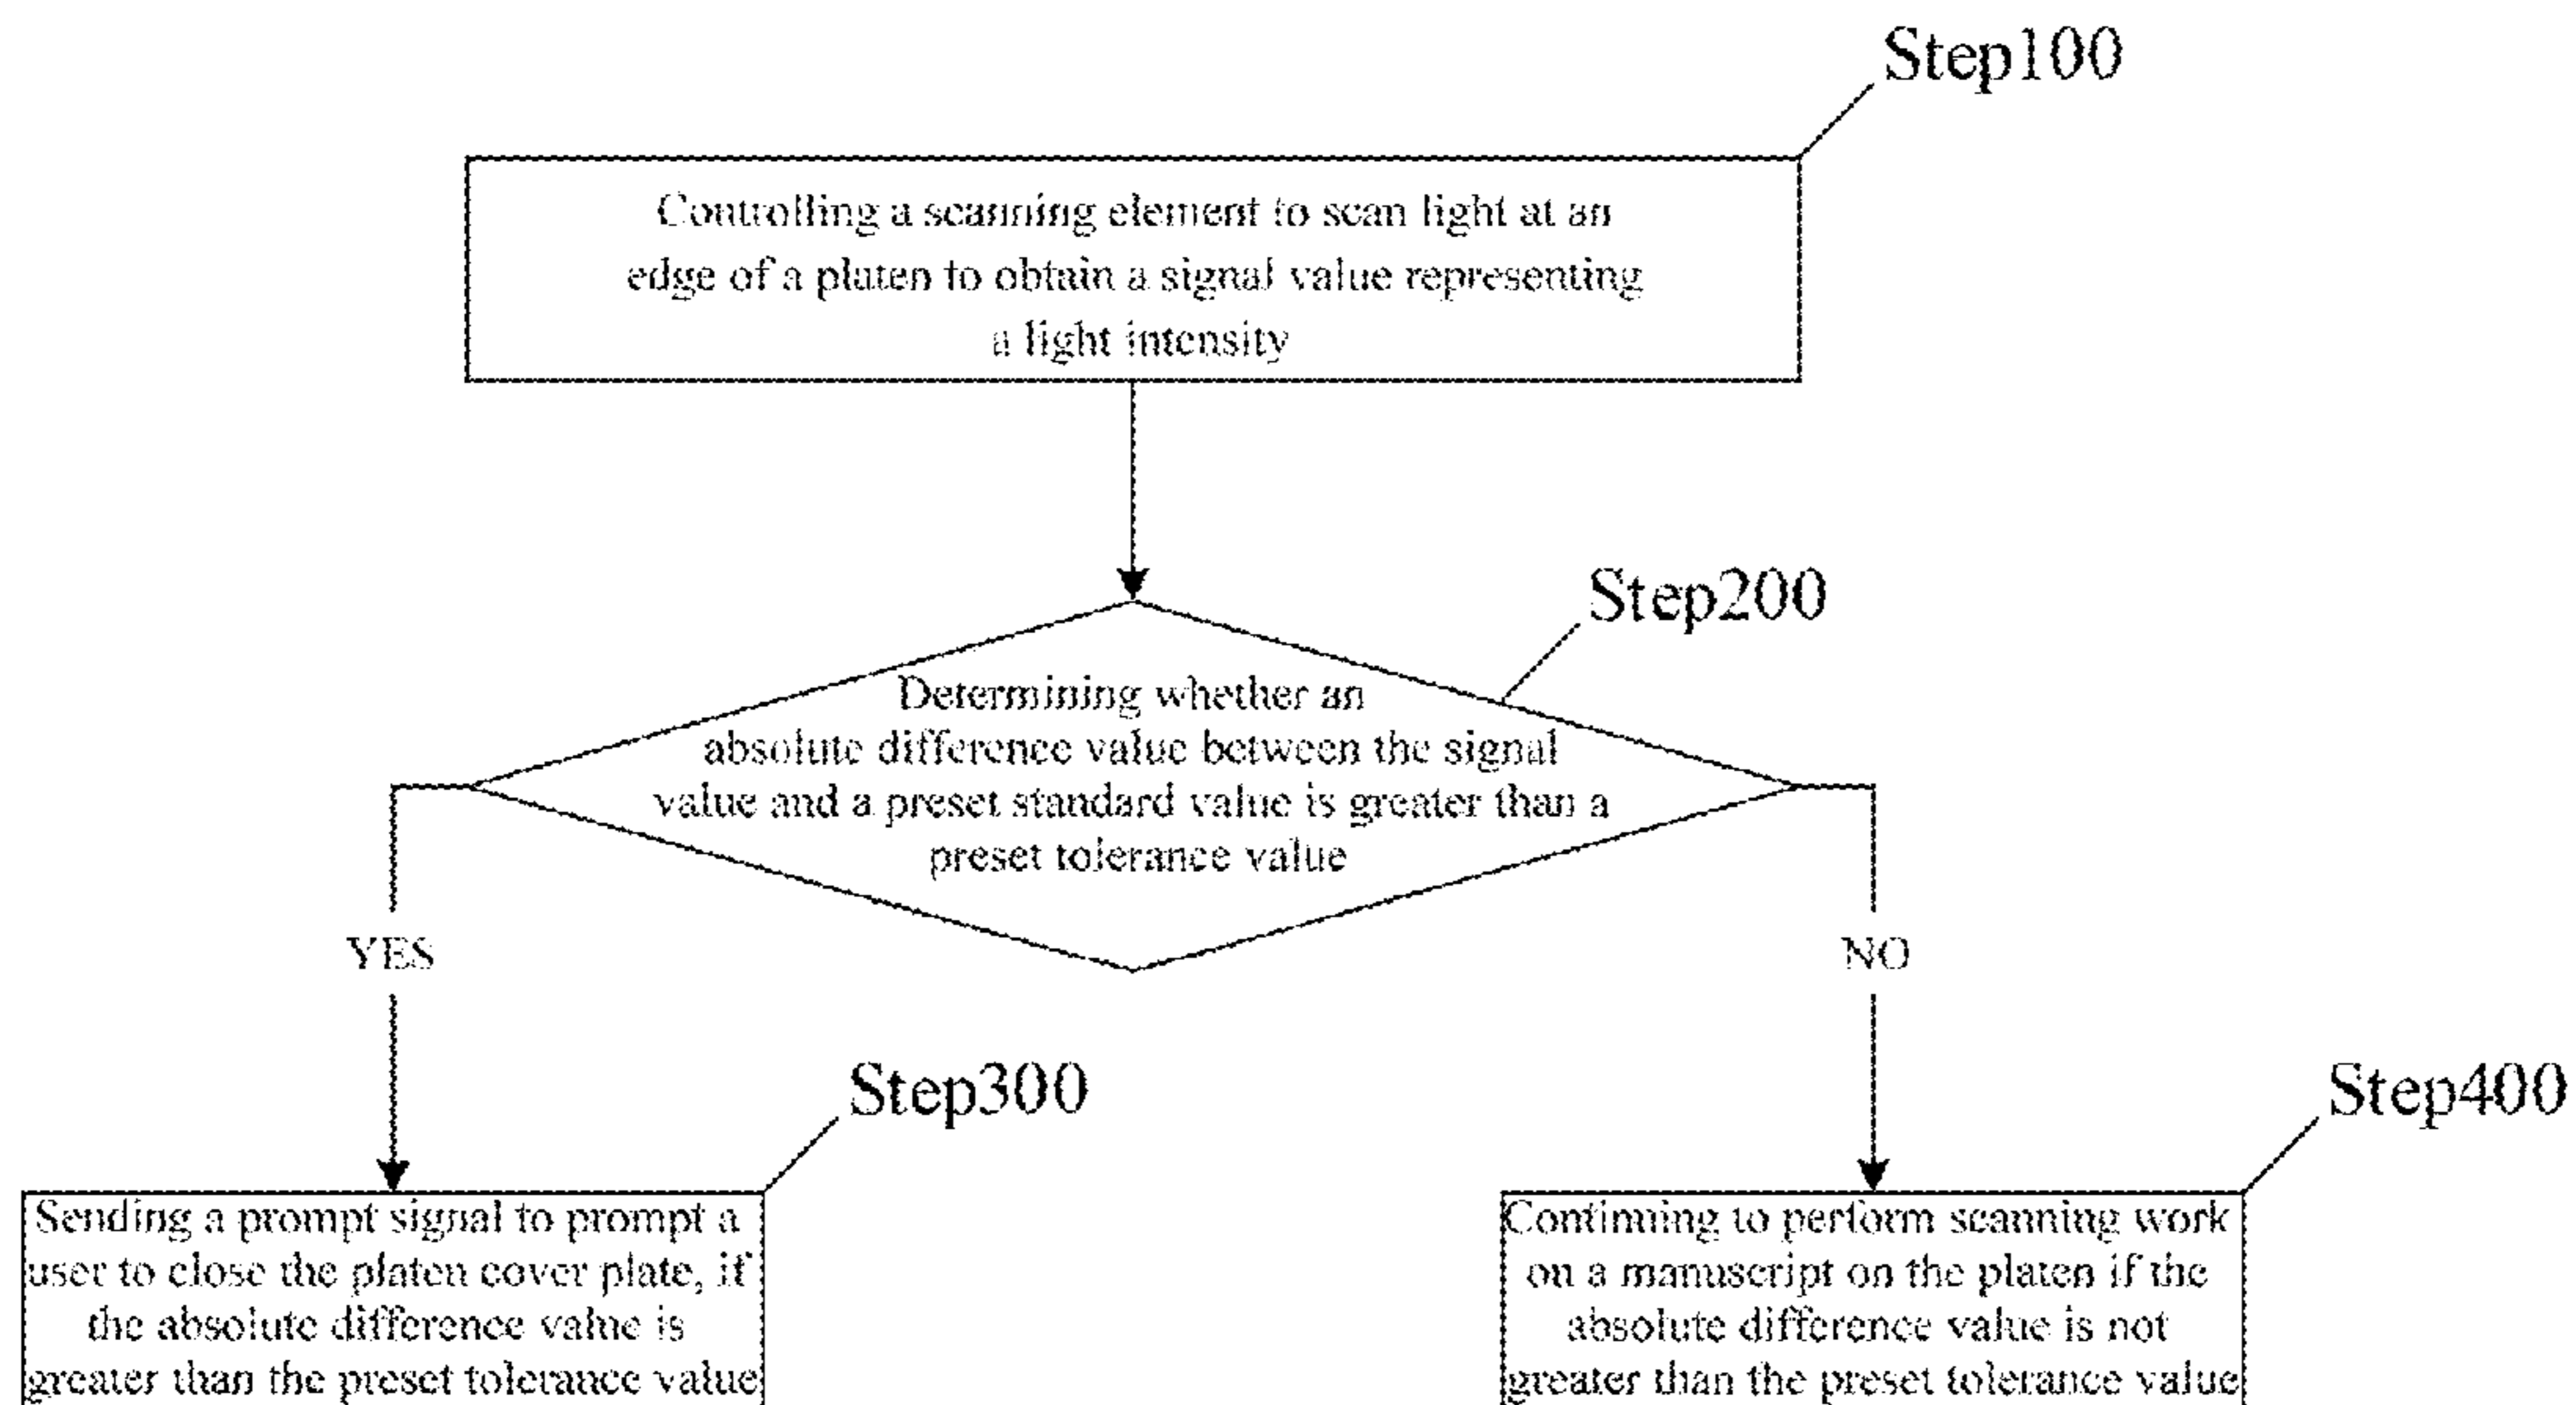 Step100
Controlling a scanning element to scan light at an
edge of a platen to obtain a signal value representing
a light intensity
Step200
Determining whether an
absolute difference value between the signal
value and a preset standard value is greater than a
preset tolerance value
YES
NO
Step300
Sending a prompt signal to prompt a
user to close the platen cover plate, if
the absolute difference value is
greater than the preset tolerance value
Step400
Continuing to perform scanning work
on a manuscript on the platen if the
absolute difference value is not
greater than the preset tolerance value